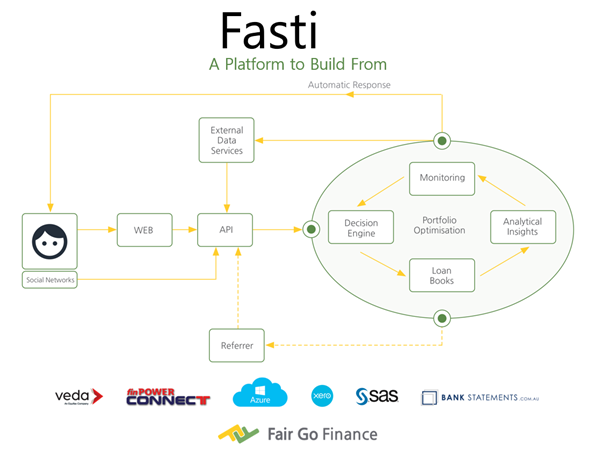 Fasti
A Platform to Build From
Automatic Response
External
Data
Services
Monitoring
WEB
API
Decision
Engine
Portfolio
Optimisation
Analytical
Insights
Social Networks
Loan
Books
Referrer
veda
finPOWER
CONNECT
Azure
xero
sas
BANK STATEMENTS.COM.AU
Fair Go Finance